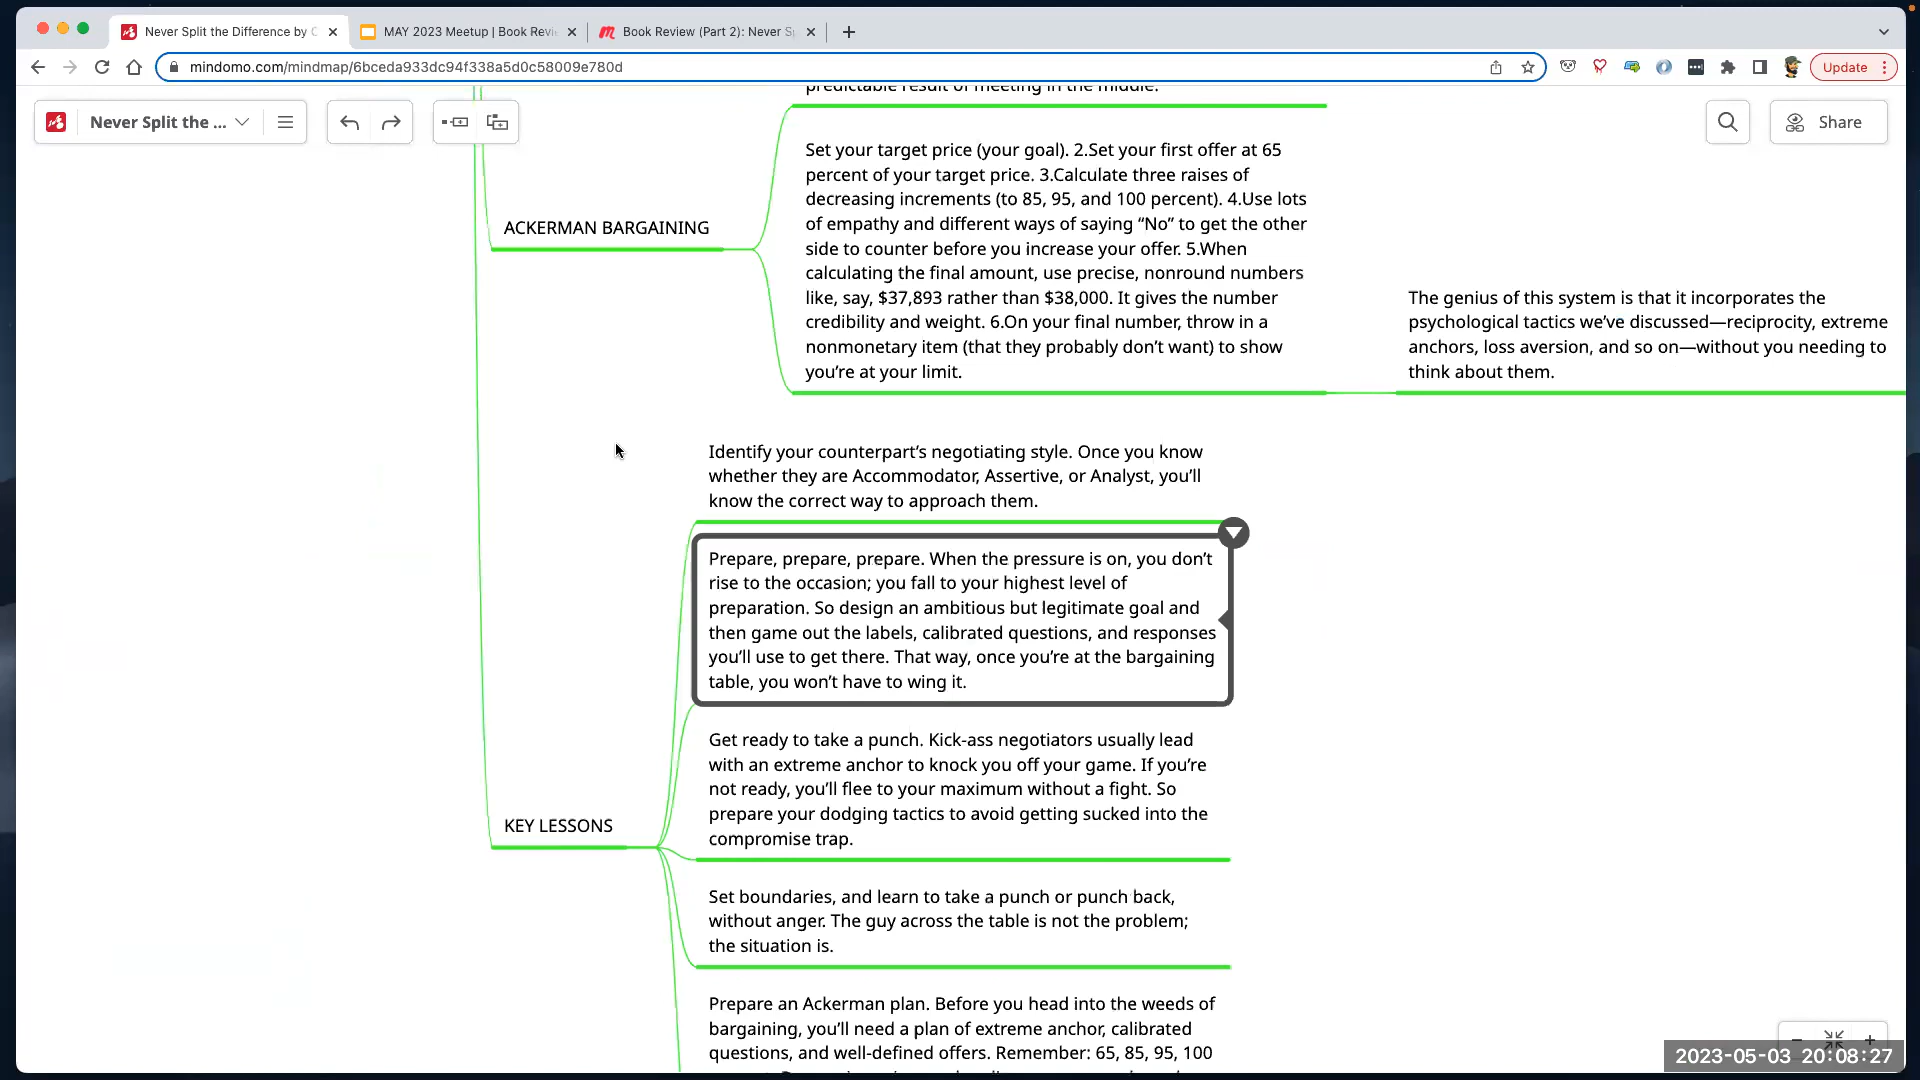 Never Split the Difference by C
MAY 2023 Meetup | Book Revie
Book Review (Part 2): Never Sp
mindomo.com/mindmap/6bceda933dc94f338a5d0c58009e780d
Update
Never Split the ...
Share
predictable result of meeting in the middle.
ACKERMAN BARGAINING
Set your target price (your goal). 2.Set your first offer at 65
percent of your target price. 3.Calculate three raises of
decreasing increments (to 85, 95, and 100 percent). 4.Use lots
of empathy and different ways of saying “No” to get the other
side to counter before you increase your offer. 5.When
calculating the final amount, use precise, nonround numbers
like, say, $37,893 rather than $38,000. It gives the number
credibility and weight. 6.On your final number, throw in a
nonmonetary item (that they probably don’t want) to show
you’re at your limit.
The genius of this system is that it incorporates the
psychological tactics we’ve discussed—reciprocity, extreme
anchors, loss aversion, and so on—without you needing to
think about them.
Identify your counterpart’s negotiating style. Once you know
whether they are Accommodator, Assertive, or Analyst, you’ll
know the correct way to approach them.
Prepare, prepare, prepare. When the pressure is on, you don’t
rise to the occasion; you fall to your highest level of
preparation. So design an ambitious but legitimate goal and
then game out the labels, calibrated questions, and responses
you’ll use to get there. That way, once you’re at the bargaining
table, you won’t have to wing it.
KEY LESSONS
Get ready to take a punch. Kick-ass negotiators usually lead
with an extreme anchor to knock you off your game. If you’re
not ready, you’ll flee to your maximum without a fight. So
prepare your dodging tactics to avoid getting sucked into the
compromise trap.
Set boundaries, and learn to take a punch or punch back,
without anger. The guy across the table is not the problem;
the situation is.
Prepare an Ackerman plan. Before you head into the weeds of
bargaining, you’ll need a plan of extreme anchor, calibrated
questions, and well-defined offers. Remember: 65, 85, 95, 100
2023-05-03 20:08:27